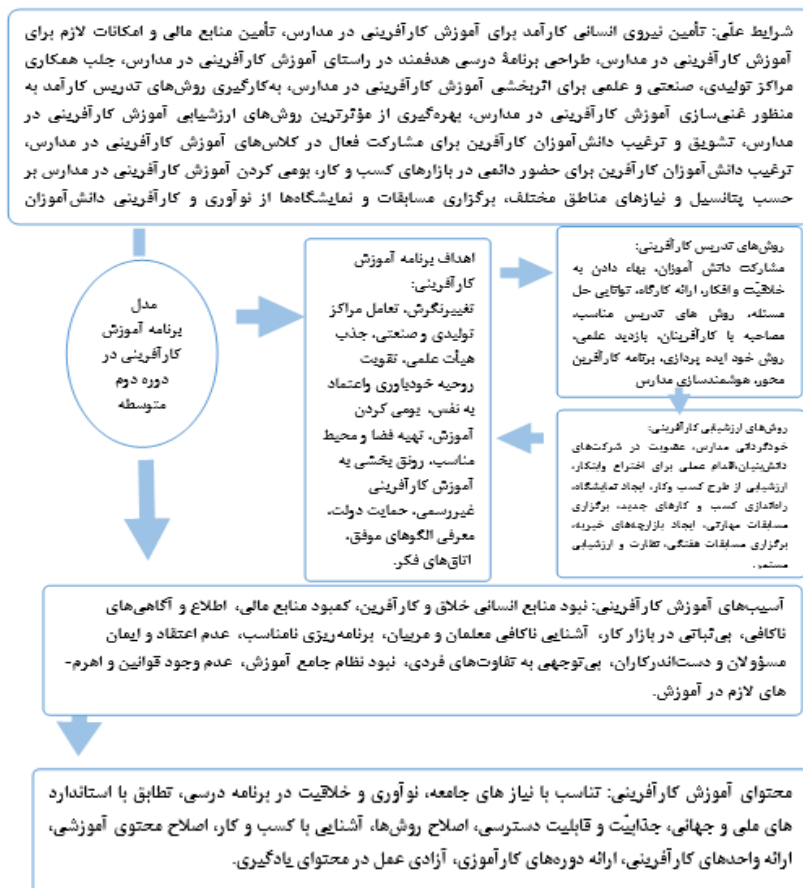 شرایط علّی: تأمین نیروی انسانی کارآمد برای آموزش کارآفرینی در مدارس، تأمین منابع مالی و امکانات لازم برای
آموزش کارآفرینی در مدارس، طراحی برنامهٔ درسی هدفمند در راستای آموزش کارآفرینی در مدارس، جلب همکاری
مراکز تولیدی، صنعتی و علمی برای اثربخشی آموزش کارآفرینی در مدارس، به‌کارگیری روش‌های تدریس کارآمد به
منظور غنی‌سازی آموزش کارآفرینی در مدارس، بهره‌گیری از مؤثرترین روش‌های ارزشیابی آموزش کارآفرینی در
مدارس، تشویق و ترغیب دانش‌آموزان کارآفرین برای مشارکت فعال در کلاس‌های آموزش کارآفرینی در مدارس،
ترغیب دانش‌آموزان کارآفرین برای حضور دائمی در بازارهای کسب و کار، بومی کردن آموزش کارآفرینی در مدارس بر
حسب پتانسیل و نیازهای مناطق مختلف، برگزاری مسابقات و نمایشگاه‌ها از نوآوری و کارآفرینی دانش‌آموزان
مدل
برنامه آموزش
کارآفرینی در
دوره دوم
متوسطه
اهداف برنامه آموزش
کارآفرینی:
تغییرنگرش، تعامل مراکز
تولیدی و صنعتی، جذب
هیأت علمی، تقویت
روحیه خودباوری واعتماد
به نفس، بومی کردن
آموزش، تهیه فضا و محیط
مناسب، رونق بخشی به
آموزش کارآفرینی
غیررسمی، حمایت دولت،
معرفی الگوهای موفق،
اتاق‌های فکر.
روش‌های تدریس کارآفرینی:
مشارکت دانش آموزان، بهاء دادن به
خلاقیّت و افکار، ارائه کارگاه، توانایی حل
مسئله، روش های تدریس مناسب،
مصاحبه با کارآفرینان، بازدید علمی،
روش خود ایده پردازی، برنامه کارآفرین
محور، هوشمندسازی مدارس
روش‌های ارزشیابی کارآفرینی:
خودگردانی مدارس، عضویت در شرکت‌های
دانش‌بنیان،اقدام عملی برای اختراع وابتکار،
ارزشیابی از طرح کسب وکار، ایجاد نمایشگاه،
راه‌اندازی کسب و کارهای جدید، برگزاری
مسابقات مهارتی، ایجاد بازارچه‌های خیریه،
برگزاری مسابقات هفتگی، نظارت و ارزشیابی
مستمر.
آسیب‌های آموزش کارآفرینی: نبود منابع انسانی خلاق و کارآفرین، کمبود منابع مالی، اطلاع و آگاهی‌های
ناکافی، بی‌ثباتی در بازار کار، آشنایی ناکافی معلمان و مربیان، برنامه‌ریزی نامناسب، عدم اعتقاد و ایمان
مسؤولان و دست‌اندرکاران، بی‌توجهی به تفاوت‌های فردی، نبود نظام جامع آموزش، عدم وجود قوانین و اهرم-
های لازم در آموزش.
محتوای آموزش کارآفرینی: تناسب با نیاز های جامعه، نوآوری و خلاقیّت در برنامه درسی، تطابق با استاندارد
های ملی و جهانی، جذابیّت و قابلیت دسترسی، اصلاح روش‌ها، آشنایی با کسب و کار، اصلاح محتوی آموزشی،
ارائه واحدهای کارآفرینی، ارائه دوره‌های کارآموزی، آزادی عمل در محتوای یادگیری.